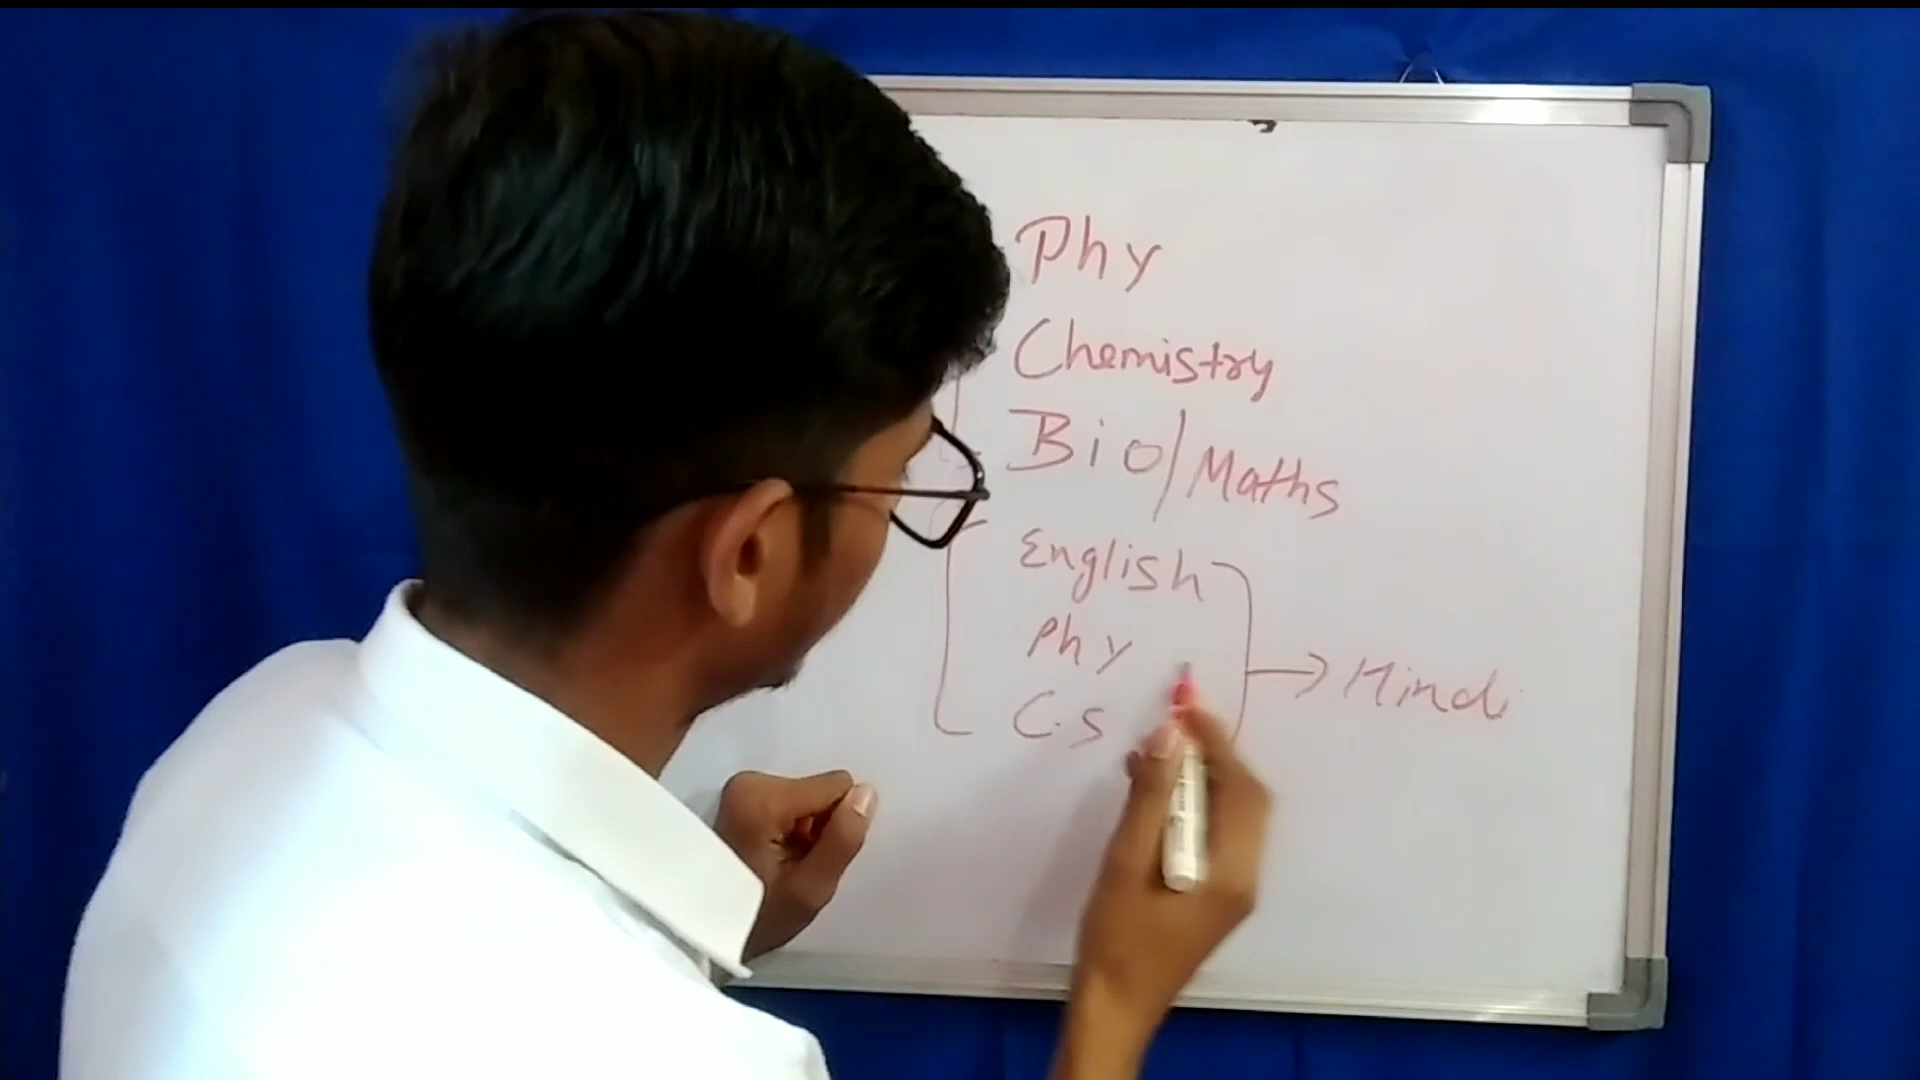 Phy
Chemistry
Bio/Maths
English
Phy
C.S
Hindi